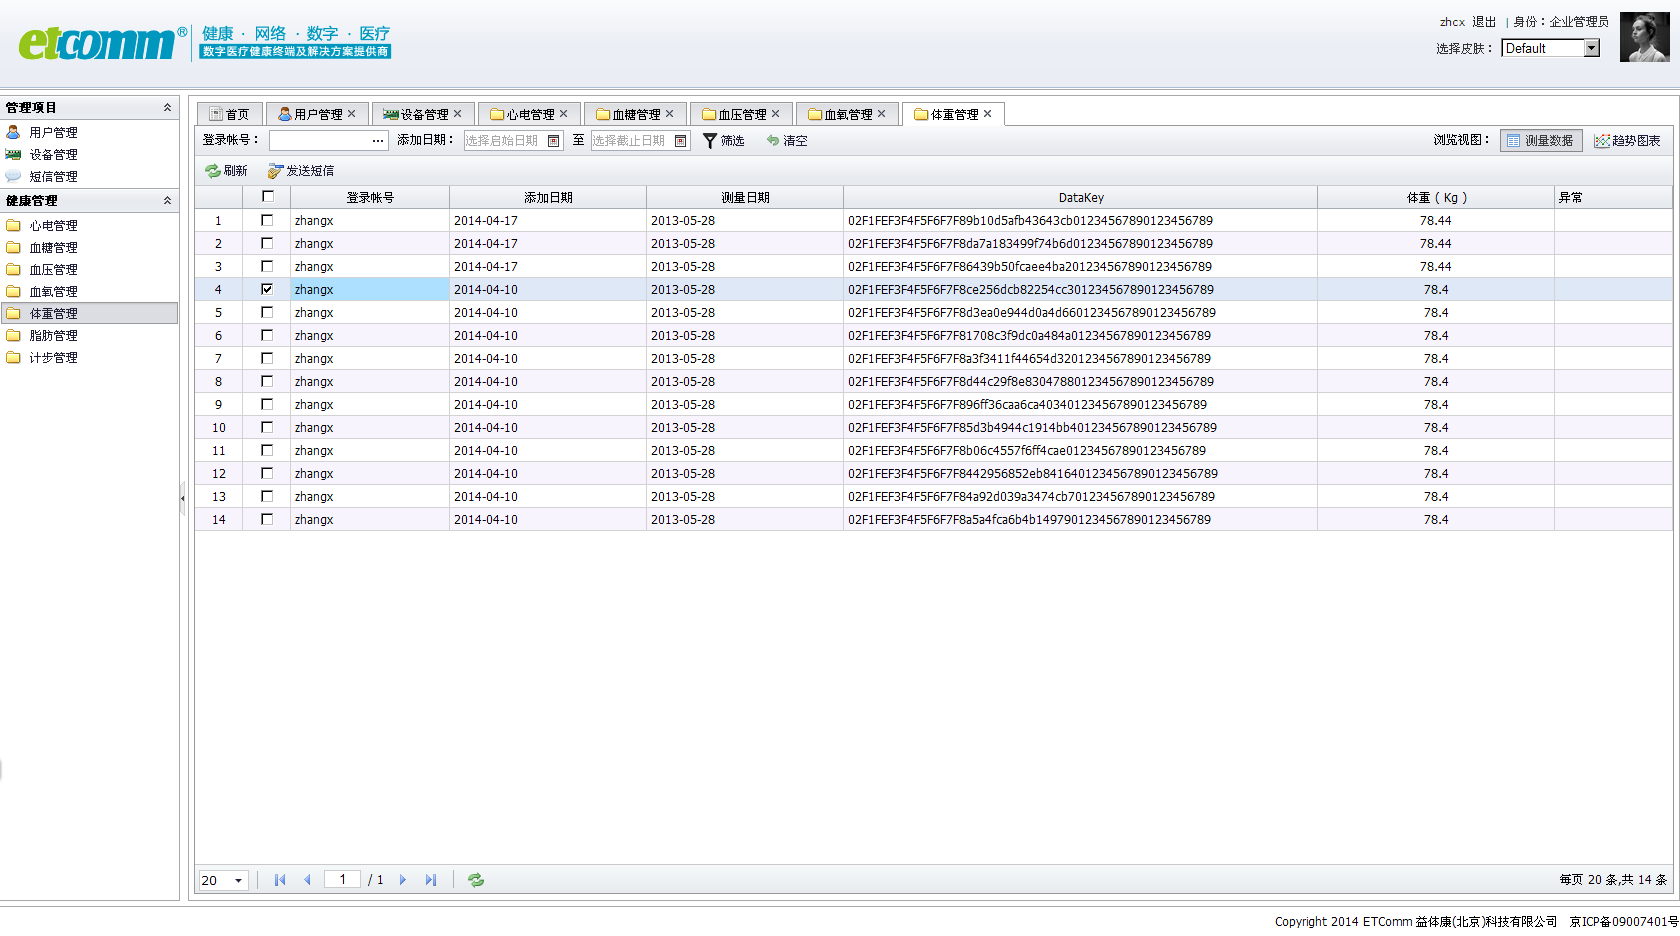 etcomm® 健康 · 网络 · 数字 · 医疗
数字医疗健康终端及解决方案提供商
zhcx 退出 | 身份：企业管理员
选择皮肤： Default
管理项目
用户管理
设备管理
短信管理
健康管理
心电管理
血糖管理
血压管理
血氧管理
体重管理
脂肪管理
计步管理
首页 用户管理 设备管理 心电管理 血糖管理 血压管理 血氧管理 体重管理
登录帐号： ... 添加日期： 选择启始日期 至 选择截止日期 筛选 清空 浏览视图： 测量数据 趋势图表
刷新 发送短信
登录帐号 添加日期 测量日期 DataKey 体重（Kg） 异常
1 zhangx 2014-04-17 2013-05-28 02F1FEF3F4F5F6F7F89b10d5afb43643cb01234567890123456789 78.44
2 zhangx 2014-04-17 2013-05-28 02F1FEF3F4F5F6F7F8da7a183499f74b6d01234567890123456789 78.44
3 zhangx 2014-04-17 2013-05-28 02F1FEF3F4F5F6F7F86439b50fcaee4ba201234567890123456789 78.44
4 zhangx 2014-04-10 2013-05-28 02F1FEF3F4F5F6F7F8ce256dcb82254cc301234567890123456789 78.4
5 zhangx 2014-04-10 2013-05-28 02F1FEF3F4F5F6F7F8d3ea0e944d0a4d6601234567890123456789 78.4
6 zhangx 2014-04-10 2013-05-28 02F1FEF3F4F5F6F7F81708c3f9dc0a484a01234567890123456789 78.4
7 zhangx 2014-04-10 2013-05-28 02F1FEF3F4F5F6F7F8a3f3411f44654d3201234567890123456789 78.4
8 zhangx 2014-04-10 2013-05-28 02F1FEF3F4F5F6F7F8d44c29f8e830478801234567890123456789 78.4
9 zhangx 2014-04-10 2013-05-28 02F1FEF3F4F5F6F7F896ff36caa6ca403401234567890123456789 78.4
10 zhangx 2014-04-10 2013-05-28 02F1FEF3F4F5F6F7F85d3b4944c1914bb401234567890123456789 78.4
11 zhangx 2014-04-10 2013-05-28 02F1FEF3F4F5F6F7F8b06c4557f6ff4cae01234567890123456789 78.4
12 zhangx 2014-04-10 2013-05-28 02F1FEF3F4F5F6F7F8442956852eb8416401234567890123456789 78.4
13 zhangx 2014-04-10 2013-05-28 02F1FEF3F4F5F6F7F84a92d039a3474cb701234567890123456789 78.4
14 zhangx 2014-04-10 2013-05-28 02F1FEF3F4F5F6F7F8a5a4fca6b4b1497901234567890123456789 78.4
20 1 / 1 每页 20 条,共 14 条
Copyright 2014 ETComm 益体康(北京)科技有限公司 京ICP备09007401号